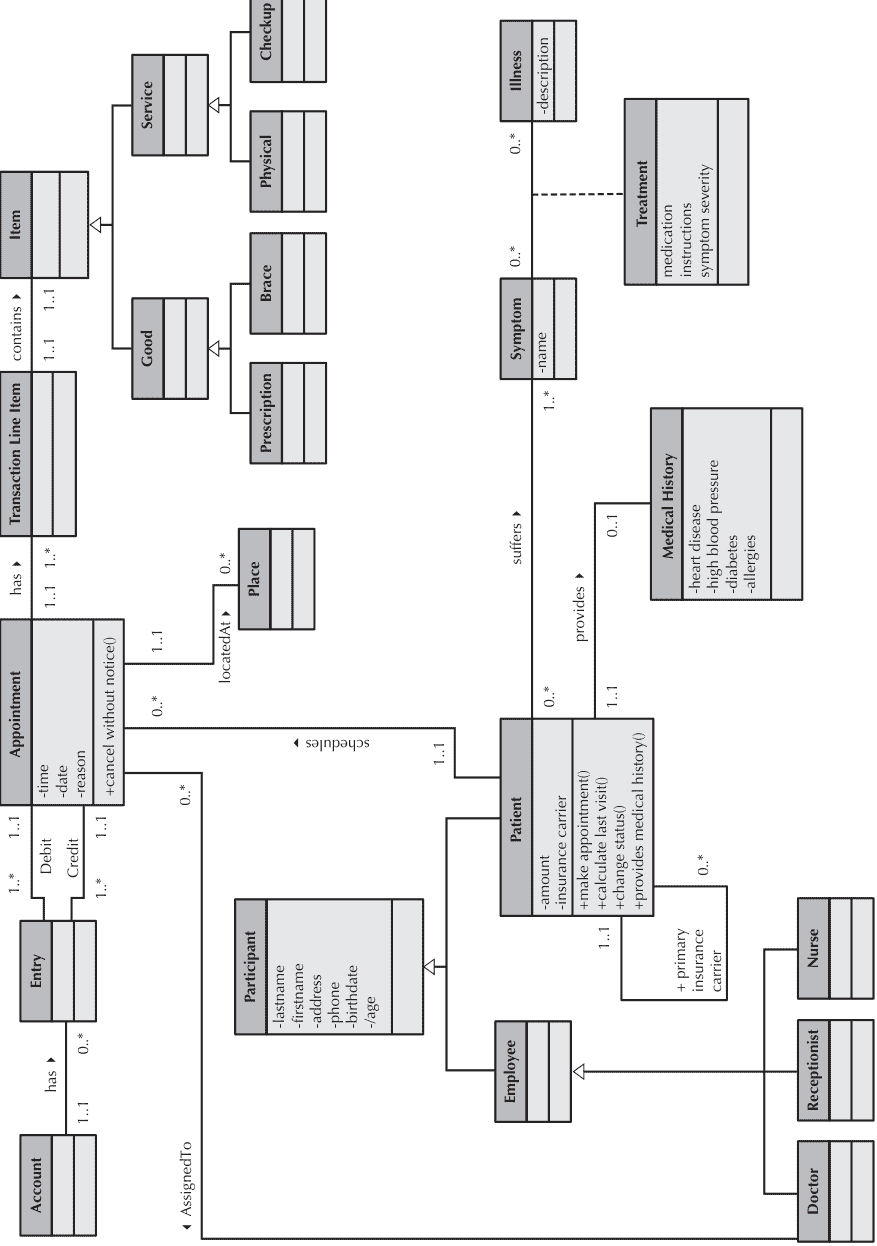 Account
has ▸
1..1
0..*
Entry
1..*
1..1
Debit
Credit
1..*
1..1
Appointment
-time
-date
-reason
+cancel without notice()
has ▸
1..1
1..*
Transaction Line Item
contains ▸
1..1
1..1
Item
Good
Service
Prescription
Brace
Physical
Checkup
1..1
locatedAt ▸
0..*
Place
0..*
schedules ▸
1..1
0..*
◂ AssignedTo
Participant
-lastname
-firstname
-address
-phone
-birthdate
-/age
Employee
Patient
-amount
-insurance carrier
+make appointment()
+calculate last visit()
+change status()
+provides medical history()
1..1
0..*
+ primary
insurance
carrier
0..*
suffers ▸
1..*
Symptom
-name
0..*
0..*
Illness
-description
Treatment
medication
instructions
symptom severity
1..1
provides ▸
0..1
Medical History
-heart disease
-high blood pressure
-diabetes
-allergies
Doctor
Receptionist
Nurse